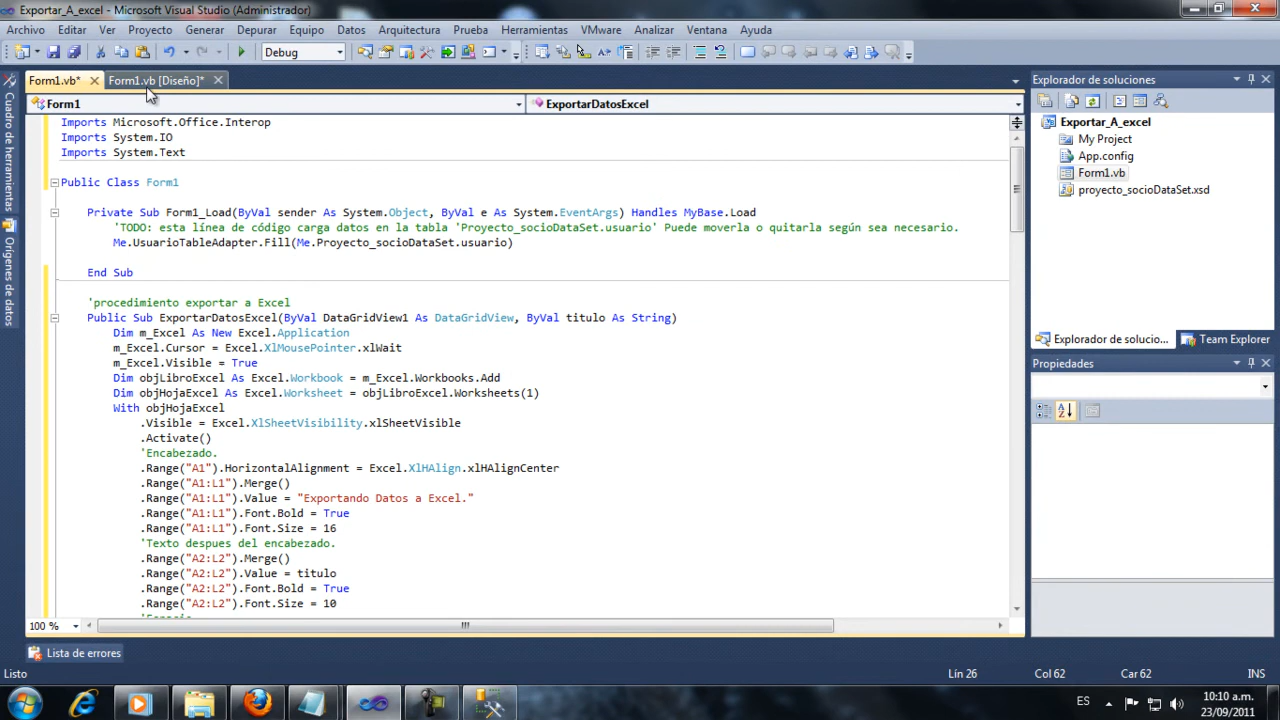 Exportar_A_excel - Microsoft Visual Studio (Administrador)
Archivo Editar Ver Proyecto Generar Depurar Equipo Datos Arquitectura Prueba Herramientas VMware Analizar Ventana Ayuda
Debug
Form1.vb* Form1.vb [Diseño]*
Form1 ExportarDatosExcel
Cuadro de herramientas
Orígenes de datos
Imports Microsoft.Office.Interop
Imports System.IO
Imports System.Text
Public Class Form1
Private Sub Form1_Load(ByVal sender As System.Object, ByVal e As System.EventArgs) Handles MyBase.Load
'TODO: esta línea de código carga datos en la tabla 'Proyecto_socioDataSet.usuario' Puede moverla o quitarla según sea necesario.
Me.UsuarioTableAdapter.Fill(Me.Proyecto_socioDataSet.usuario)
End Sub
'procedimiento exportar a Excel
Public Sub ExportarDatosExcel(ByVal DataGridView1 As DataGridView, ByVal titulo As String)
Dim m_Excel As New Excel.Application
m_Excel.Cursor = Excel.XlMousePointer.xlWait
m_Excel.Visible = True
Dim objLibroExcel As Excel.Workbook = m_Excel.Workbooks.Add
Dim objHojaExcel As Excel.Worksheet = objLibroExcel.Worksheets(1)
With objHojaExcel
.Visible = Excel.XlSheetVisibility.xlSheetVisible
.Activate()
'Encabezado.
.Range("A1").HorizontalAlignment = Excel.XlHAlign.xlHAlignCenter
.Range("A1:L1").Merge()
.Range("A1:L1").Value = "Exportando Datos a Excel."
.Range("A1:L1").Font.Bold = True
.Range("A1:L1").Font.Size = 16
'Texto despues del encabezado.
.Range("A2:L2").Merge()
.Range("A2:L2").Value = titulo
.Range("A2:L2").Font.Bold = True
.Range("A2:L2").Font.Size = 10
100 %
Explorador de soluciones
Exportar_A_excel
My Project
App.config
Form1.vb
proyecto_socioDataSet.xsd
Explorador de solucio... Team Explorer
Propiedades
Lista de errores
Listo Lín 26 Col 62 Car 62 INS
ES 10:10 a.m.
23/09/2011